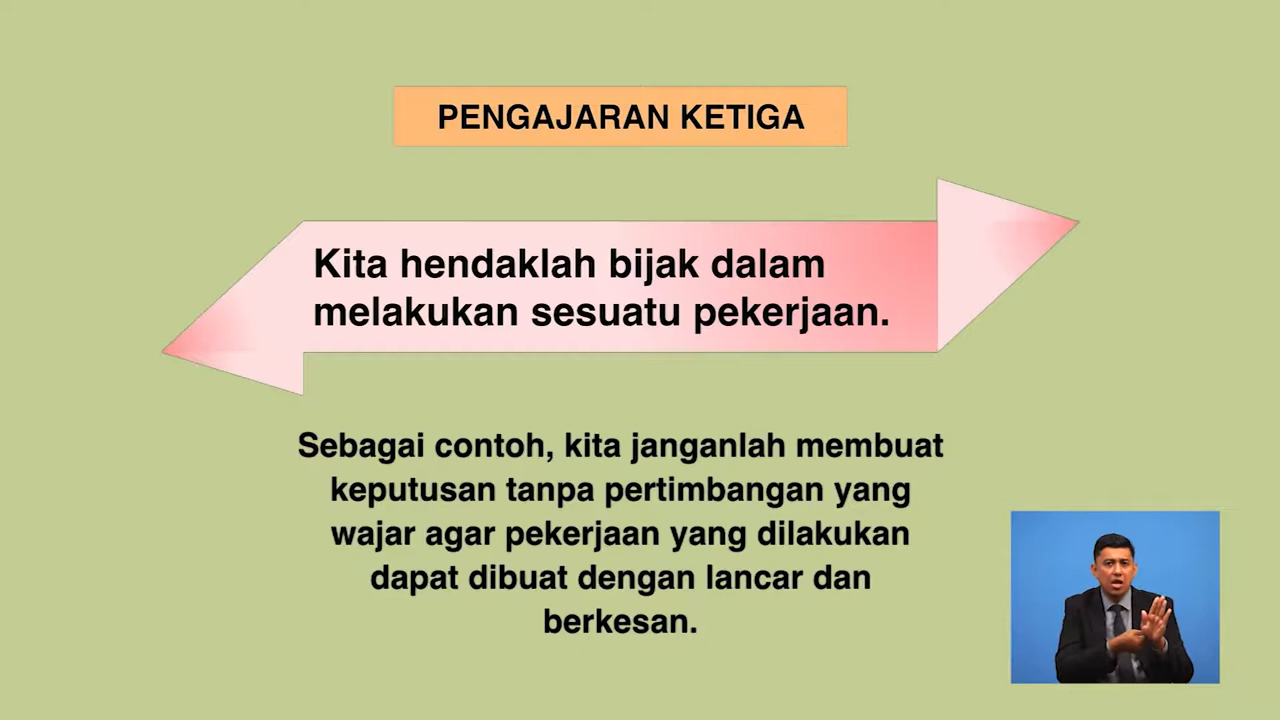 PENGAJARAN KETIGA
Kita hendaklah bijak dalam
melakukan sesuatu pekerjaan.
Sebagai contoh, kita janganlah membuat
keputusan tanpa pertimbangan yang
wajar agar pekerjaan yang dilakukan
dapat dibuat dengan lancar dan
berkesan.